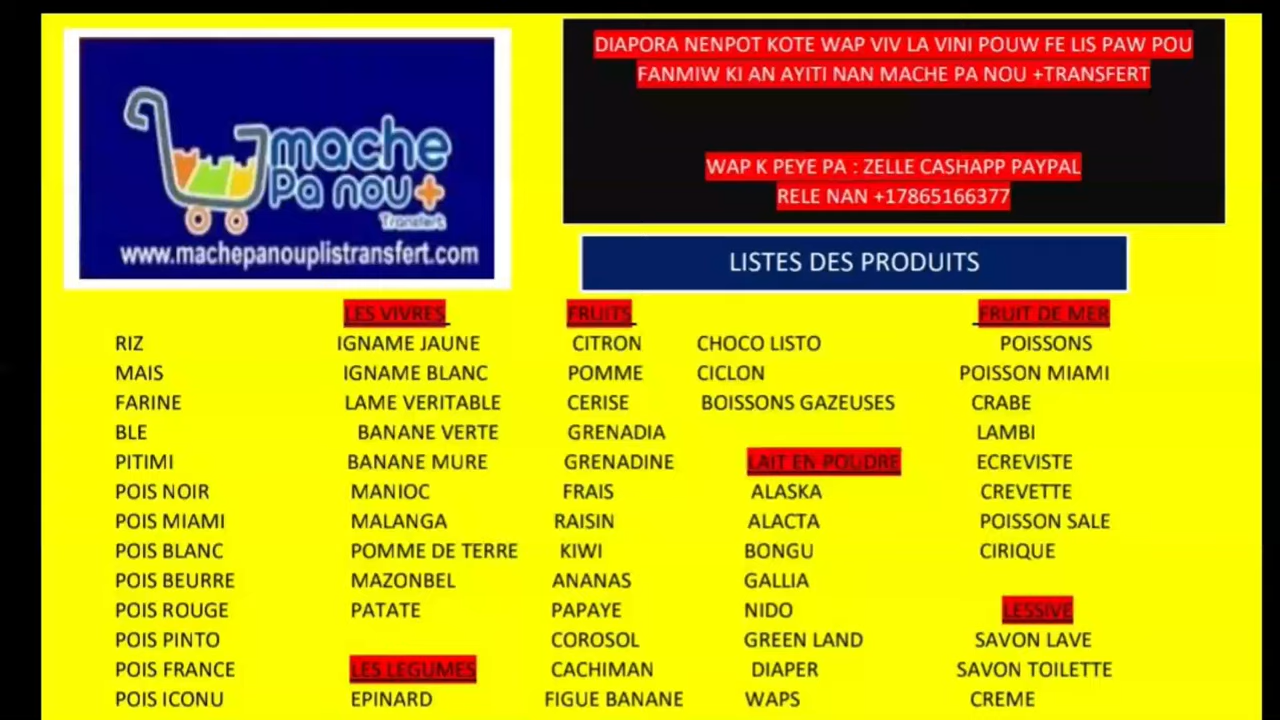 mache
Pa nou +
Transfert
www.machepanouplistransfert.com
DIAPORA NENPOT KOTE WAP VIV LA VINI POUW FE LIS PAW POU
FANMIW KI AN AYITI NAN MACHE PA NOU +TRANSFERT
WAP K PEYE PA : ZELLE CASHAPP PAYPAL
RELE NAN +17865166377
LISTES DES PRODUITS
RIZ
MAIS
FARINE
BLE
PITIMI
POIS NOIR
POIS MIAMI
POIS BLANC
POIS BEURRE
POIS ROUGE
POIS PINTO
POIS FRANCE
POIS ICONU
LES VIVRES
IGNAME JAUNE
IGNAME BLANC
LAME VERITABLE
BANANE VERTE
BANANE MURE
MANIOC
MALANGA
POMME DE TERRE
MAZONBEL
PATATE
LES LEGUMES
EPINARD
FRUITS
CITRON
POMME
CERISE
GRENADIA
GRENADINE
FRAIS
RAISIN
KIWI
ANANAS
PAPAYE
COROSOL
CACHIMAN
FIGUE BANANE
CHOCO LISTO
CICLON
BOISSONS GAZEUSES
LAIT EN POUDRE
ALASKA
ALACTA
BONGU
GALLIA
NIDO
GREEN LAND
DIAPER
WAPS
FRUIT DE MER
POISSONS
POISSON MIAMI
CRABE
LAMBI
ECREVISTE
CREVETTE
POISSON SALE
CIRIQUE
LESSIVE
SAVON LAVE
SAVON TOILETTE
CREME